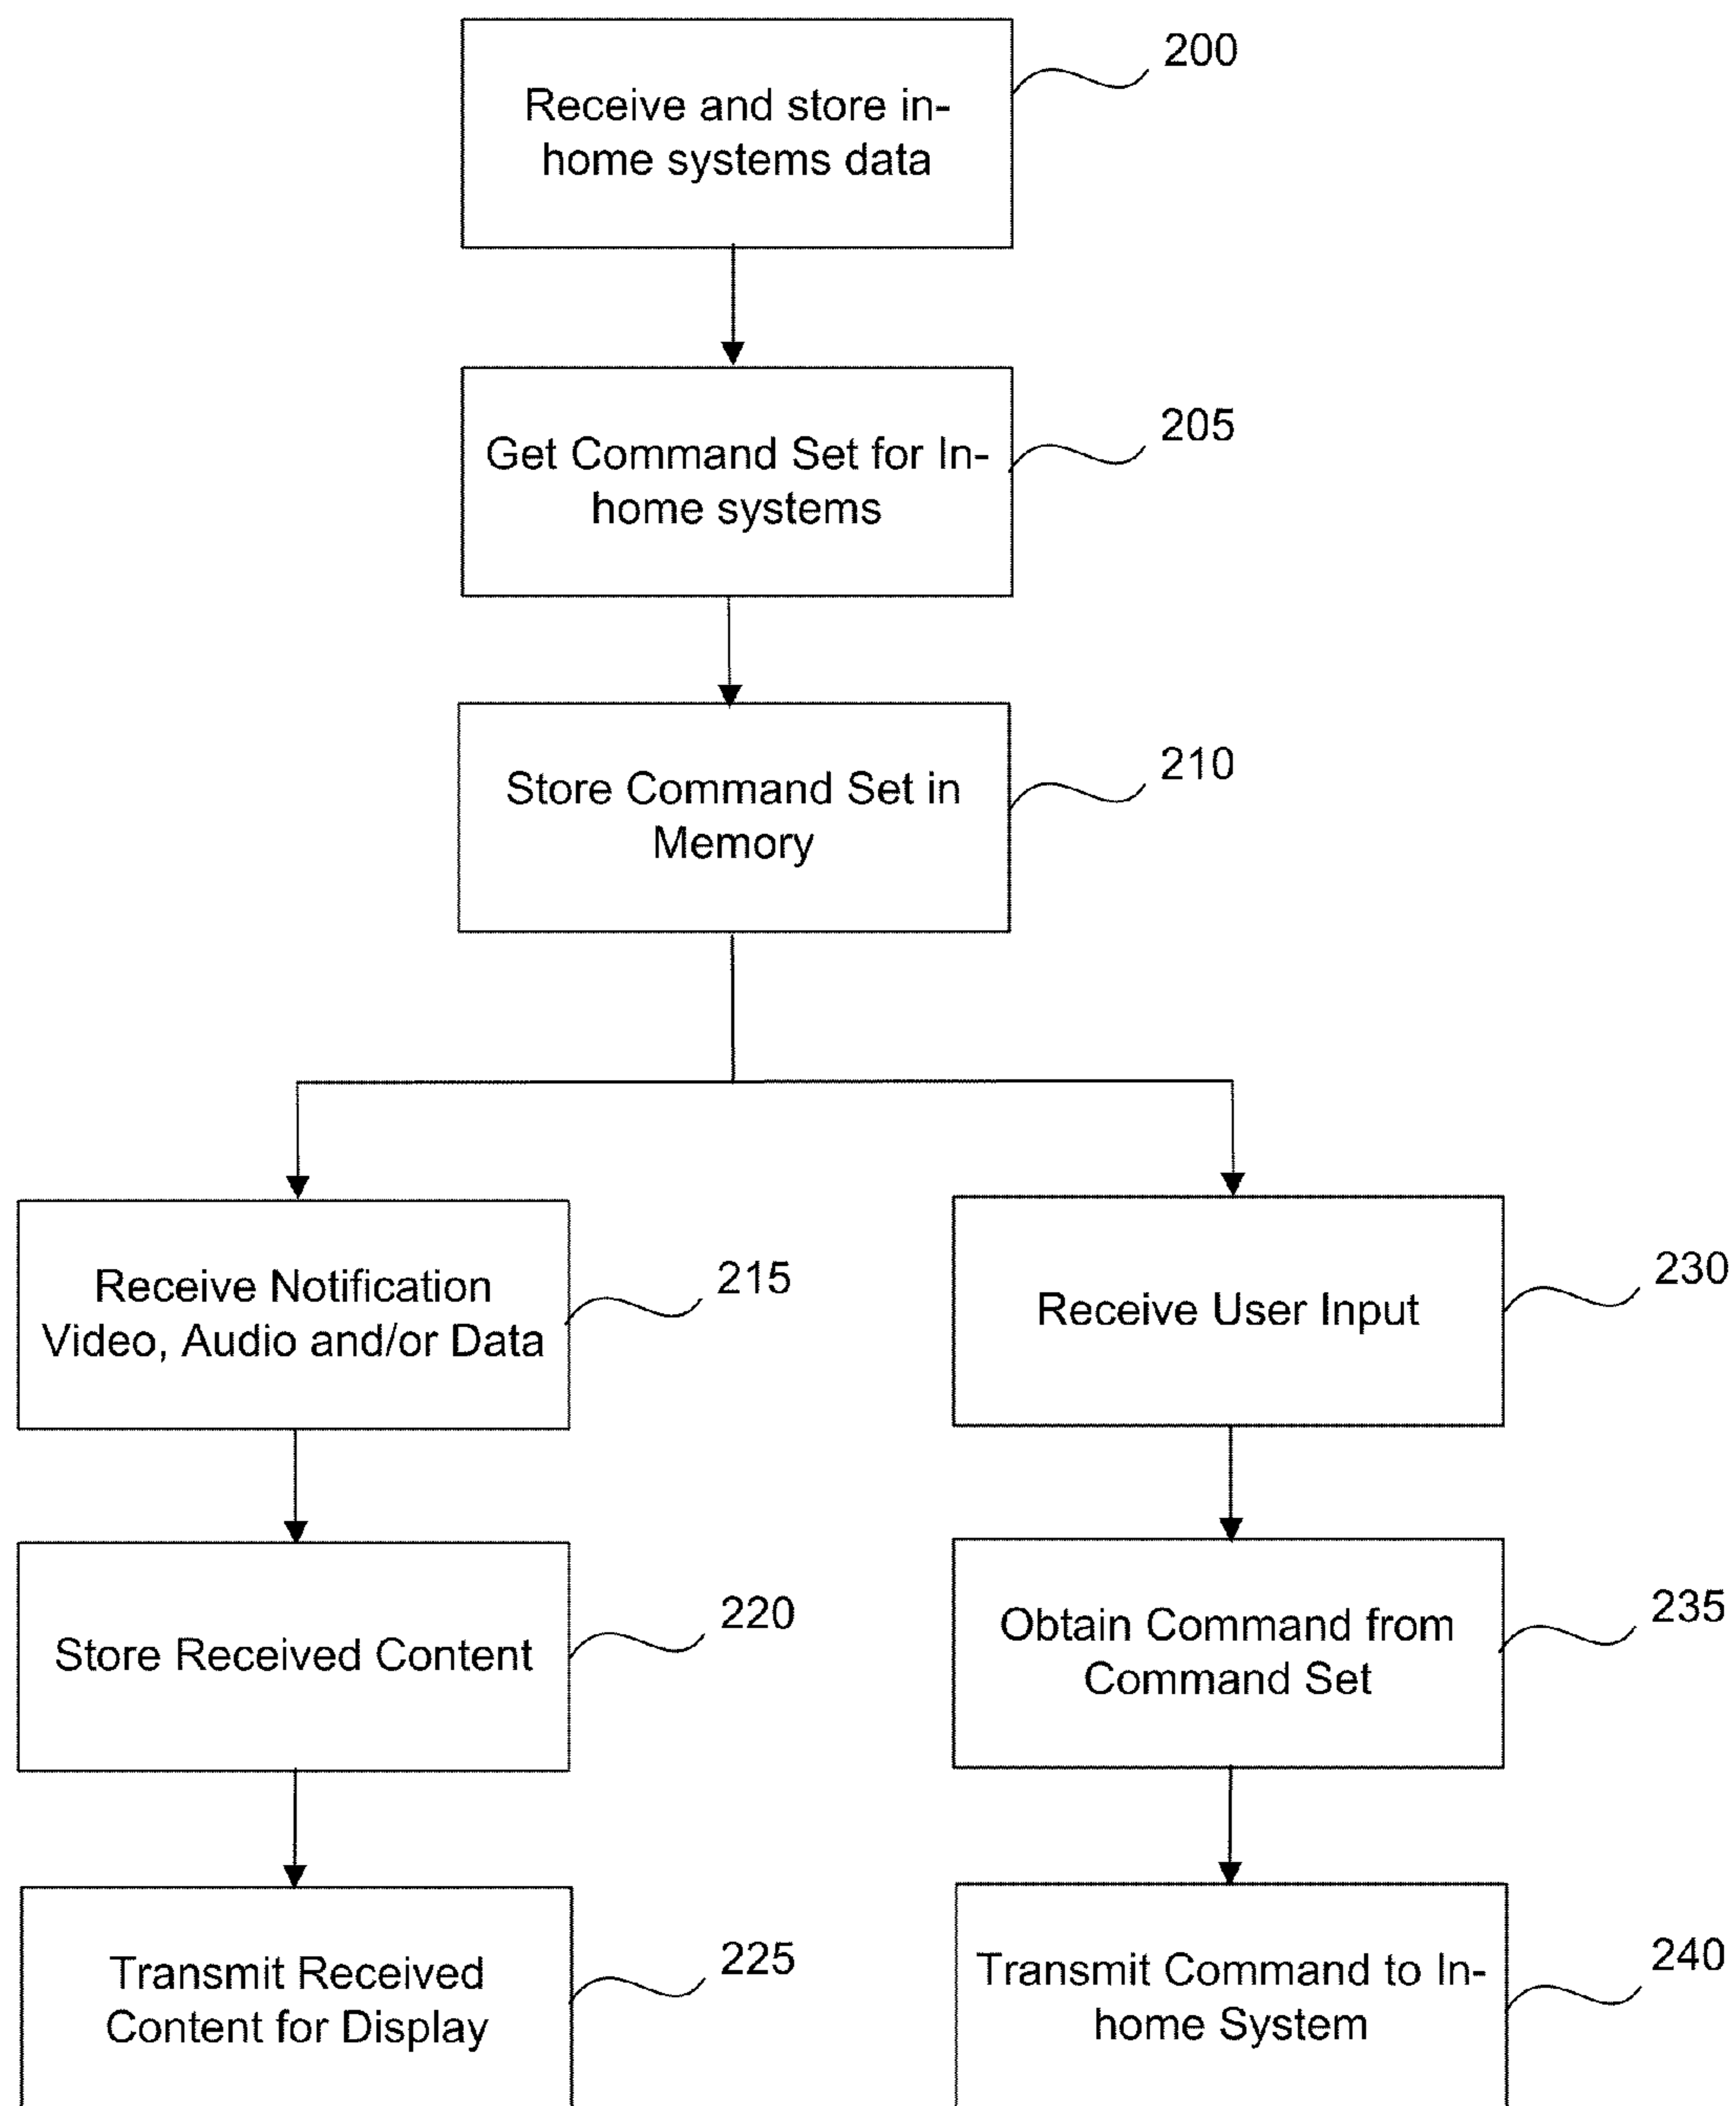 200
Receive and store in-
home systems data
205
Get Command Set for In-
home systems
210
Store Command Set in
Memory
215
Receive Notification
Video, Audio and/or Data
220
Store Received Content
225
Transmit Received
Content for Display
230
Receive User Input
235
Obtain Command from
Command Set
240
Transmit Command to In-
home System